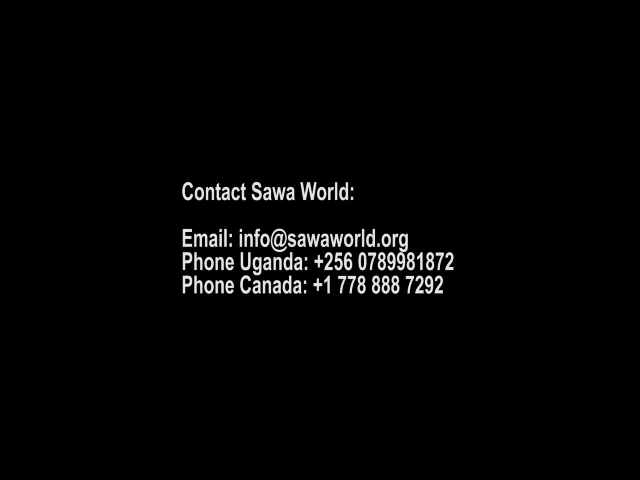 Contact Sawa World:
Email: info@sawaworld.org
Phone Uganda: +256 0789981872
Phone Canada: +1 778 888 7292